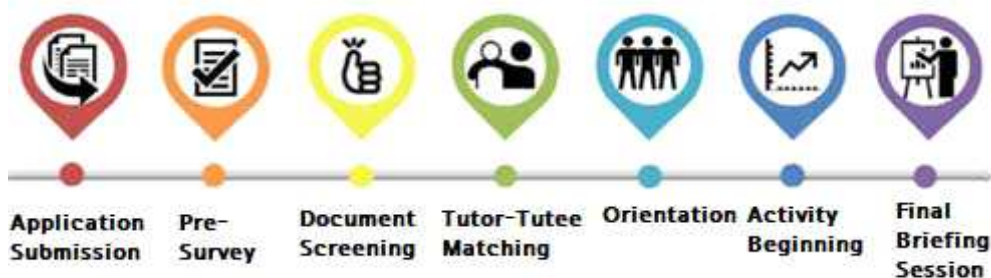 Application
Submission
Pre-
Survey
Document
Screening
Tutor-Tutee
Matching
Orientation
Activity
Beginning
Final
Briefing
Session